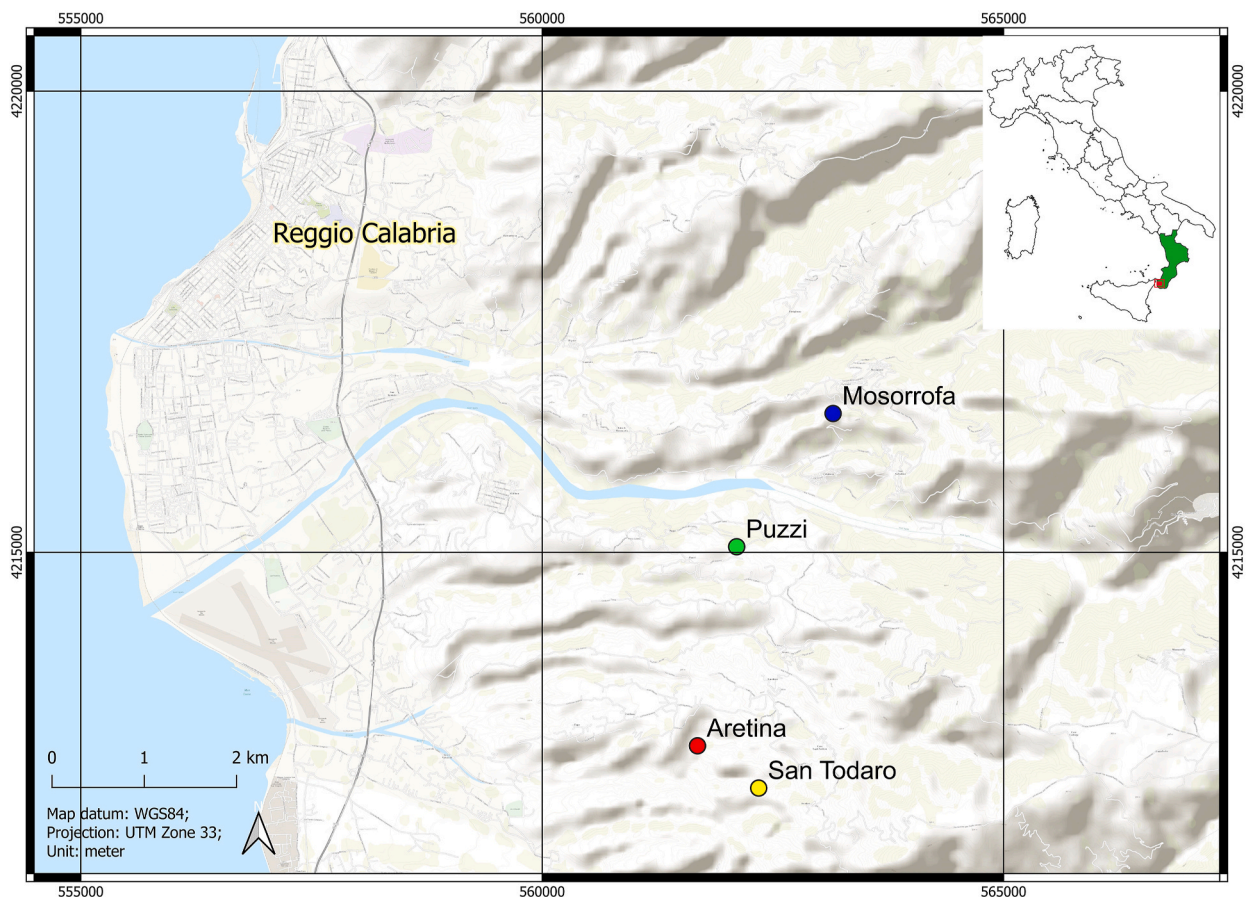 555000
560000
565000
4220000
4220000
Reggio Calabria
Mosorrofa
Puzzi
4215000
4215000
Aretina
San Todaro
0
1
2 km
Map datum: WGS84;
Projection: UTM Zone 33;
Unit: meter
N
555000
560000
565000